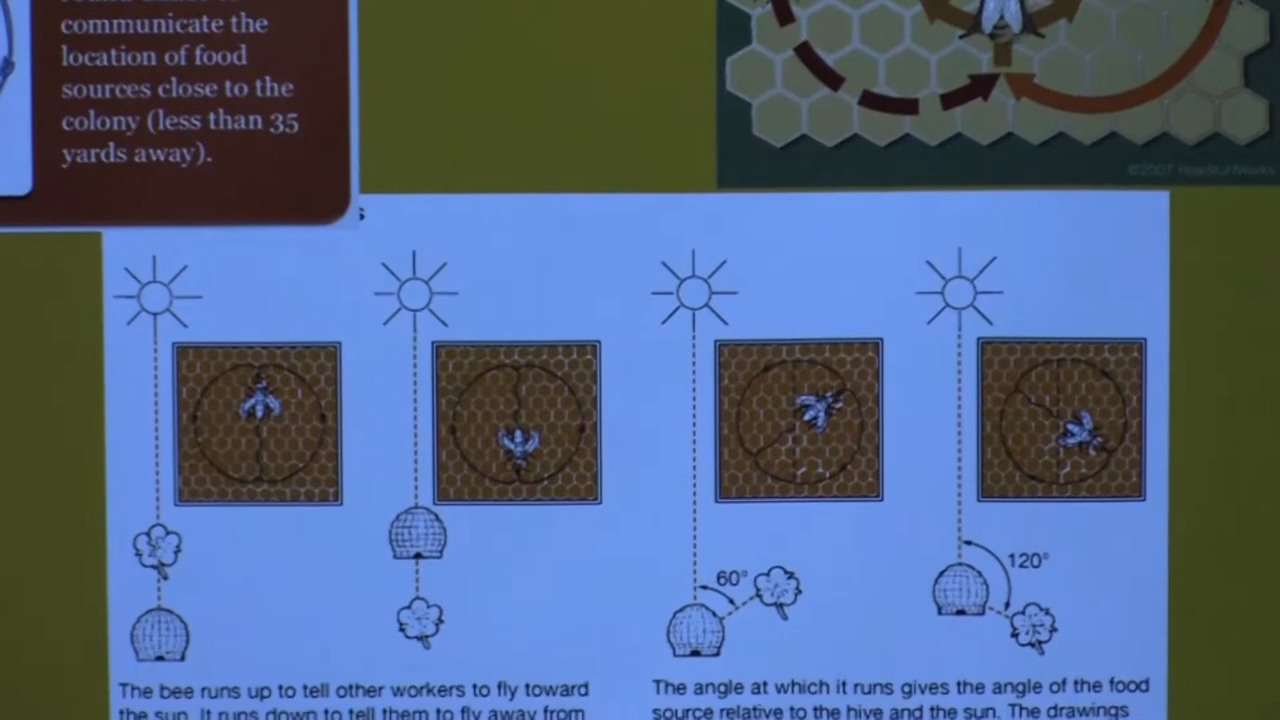 communicate the
location of food
sources close to the
colony (less than 35
yards away).
©2007 HowStuffWorks
60°
120°
The bee runs up to tell other workers to fly toward
the sun. It runs down to tell them to fly away from
The angle at which it runs gives the angle of the food
source relative to the hive and the sun. The drawings